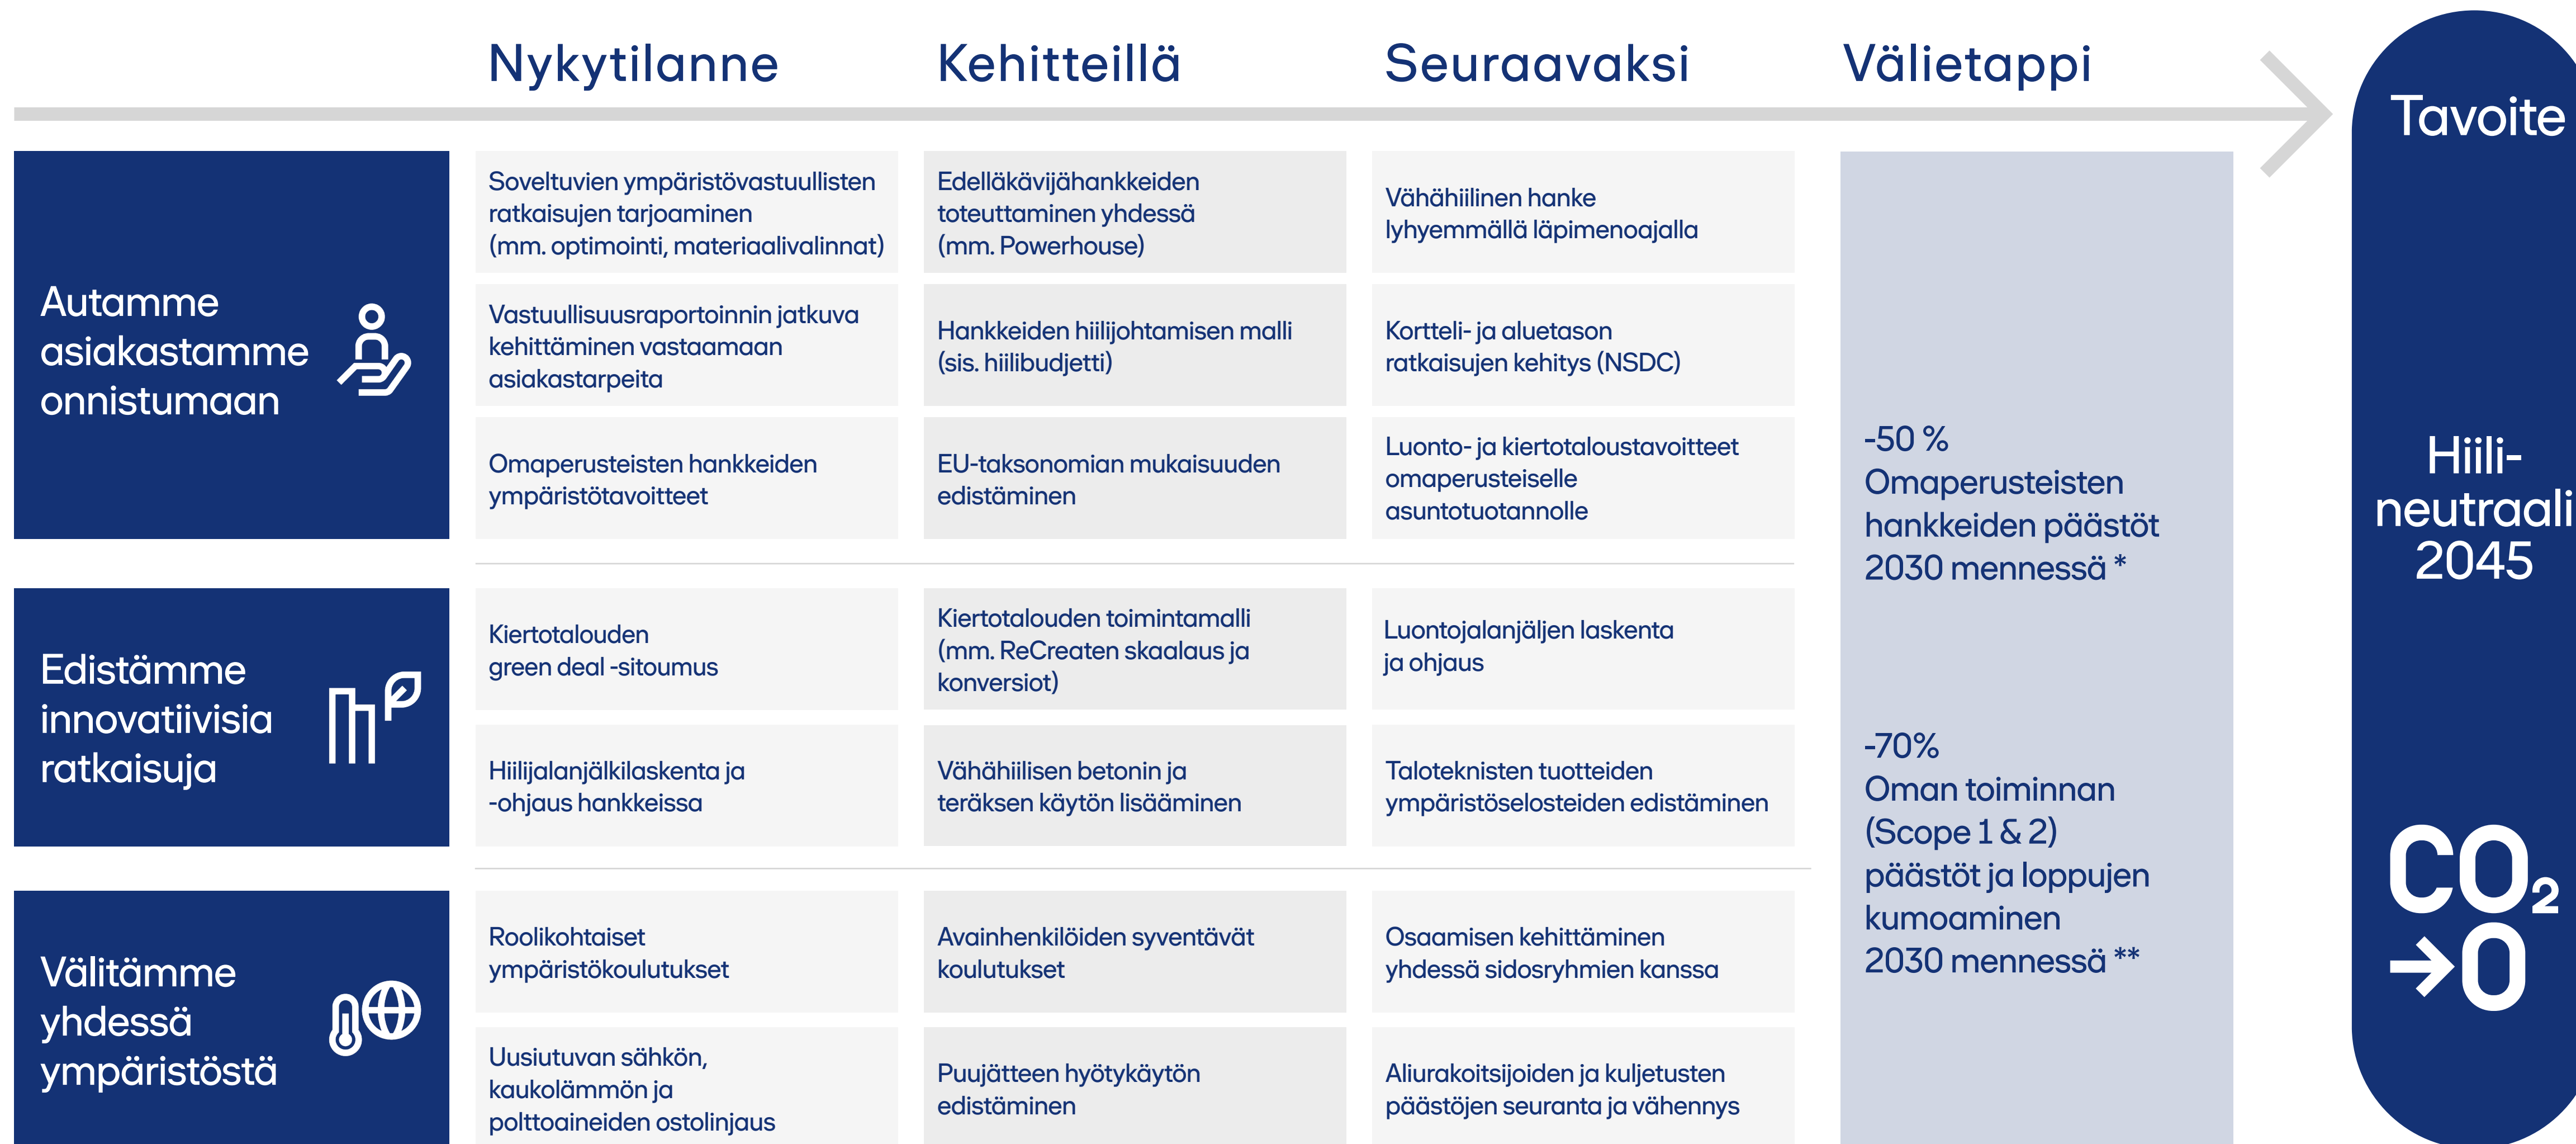 Nykytilanne
Kehitteillä
Seuraavaksi
Välietappi
Tavoite
Autamme
asiakastamme
onnistumaan
Soveltuvien ympäristövastuullisten
ratkaisujen tarjoaminen
(mm. optimointi, materiaalivalinnat)
Edelläkävijähankkeiden
toteuttaminen yhdessä
(mm. Powerhouse)
Vähähiilinen hanke
lyhyemmällä läpimenoajalla
Vastuullisuusraportoinnin jatkuva
kehittäminen vastaamaan
asiakastarpeita
Hankkeiden hiilijohtamisen malli
(sis. hiilibudjetti)
Kortteli- ja aluetason
ratkaisujen kehitys (NSDC)
Omaperusteisten hankkeiden
ympäristötavoitteet
EU-taksonomian mukaisuuden
edistäminen
Luonto- ja kiertotaloustavoitteet
omaperusteiselle
asuntotuotannolle
Edistämme
innovatiivisia
ratkaisuja
Kiertotalouden
green deal -sitoumus
Kiertotalouden toimintamalli
(mm. ReCreaten skaalaus ja
konversiot)
Luontojalanjäljen laskenta
ja ohjaus
Hiilijalanjälkilaskenta ja
-ohjaus hankkeissa
Vähähiilisen betonin ja
teräksen käytön lisääminen
Taloteknisten tuotteiden
ympäristöselosteiden edistäminen
Välitämme
yhdessä
ympäristöstä
Roolikohtaiset
ympäristökoulutukset
Avainhenkilöiden syventävät
koulutukset
Osaamisen kehittäminen
yhdessä sidosryhmien kanssa
Uusiutuvan sähkön,
kaukolämmön ja
polttoaineiden ostolinjaus
Puujätteen hyötykäytön
edistäminen
Aliurakoitsijoiden ja kuljetusten
päästöjen seuranta ja vähennys
-50 %
Omaperusteisten
hankkeiden päästöt
2030 mennessä *
-70%
Oman toiminnan
(Scope 1 & 2)
päästöt ja loppujen
kumoaminen
2030 mennessä **
Hiili-
neutraali
2045
CO₂
→0